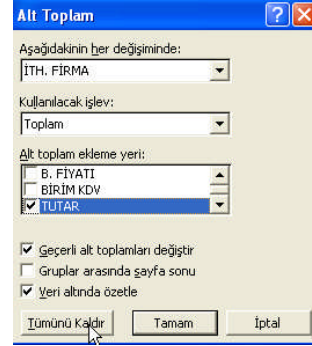 Alt Toplam
Aşağıdakinin her değişiminde:
İTH. FİRMA
Kullanılacak işlev:
Toplam
Alt toplam ekleme yeri:
B. FİYATI
BİRİM KDV
TUTAR
Geçerli alt toplamları değiştir
Gruplar arasında sayfa sonu
Veri altında özetle
Tümünü Kaldır Tamam İptal